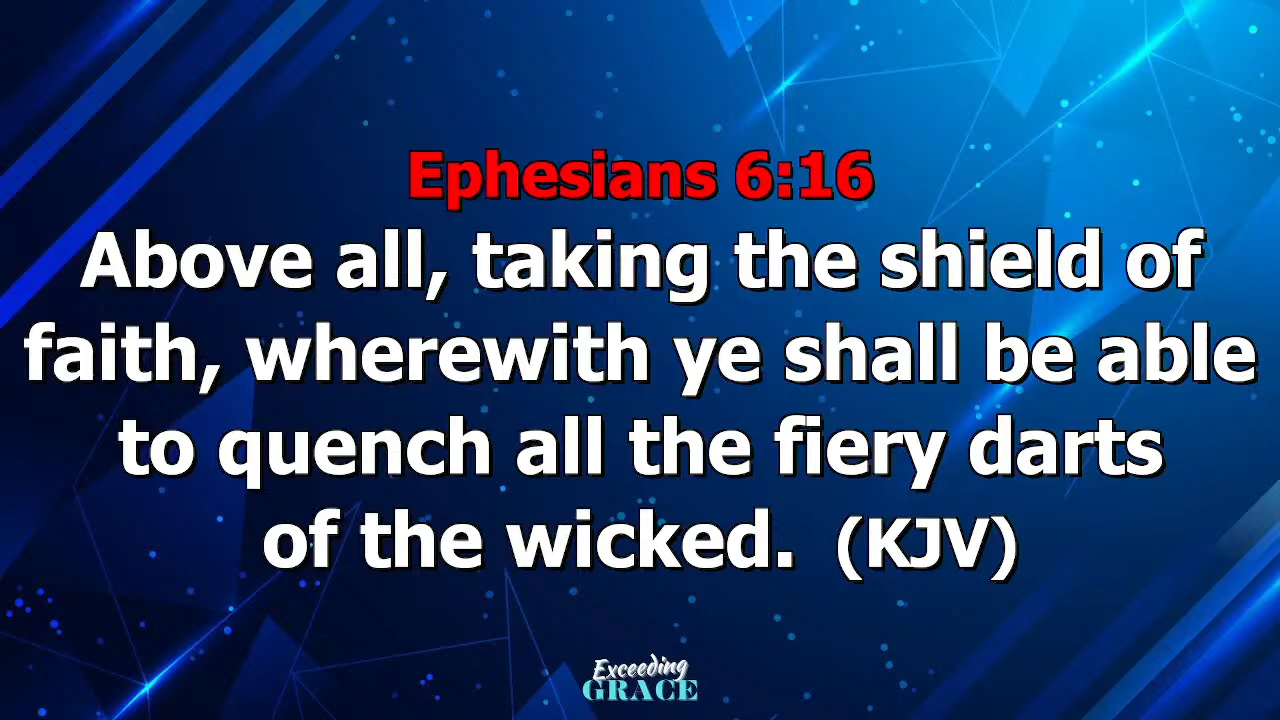 Ephesians 6:16
Above all, taking the shield of
faith, wherewith ye shall be able
to quench all the fiery darts
of the wicked. (KJV)
Exceeding
GRACE